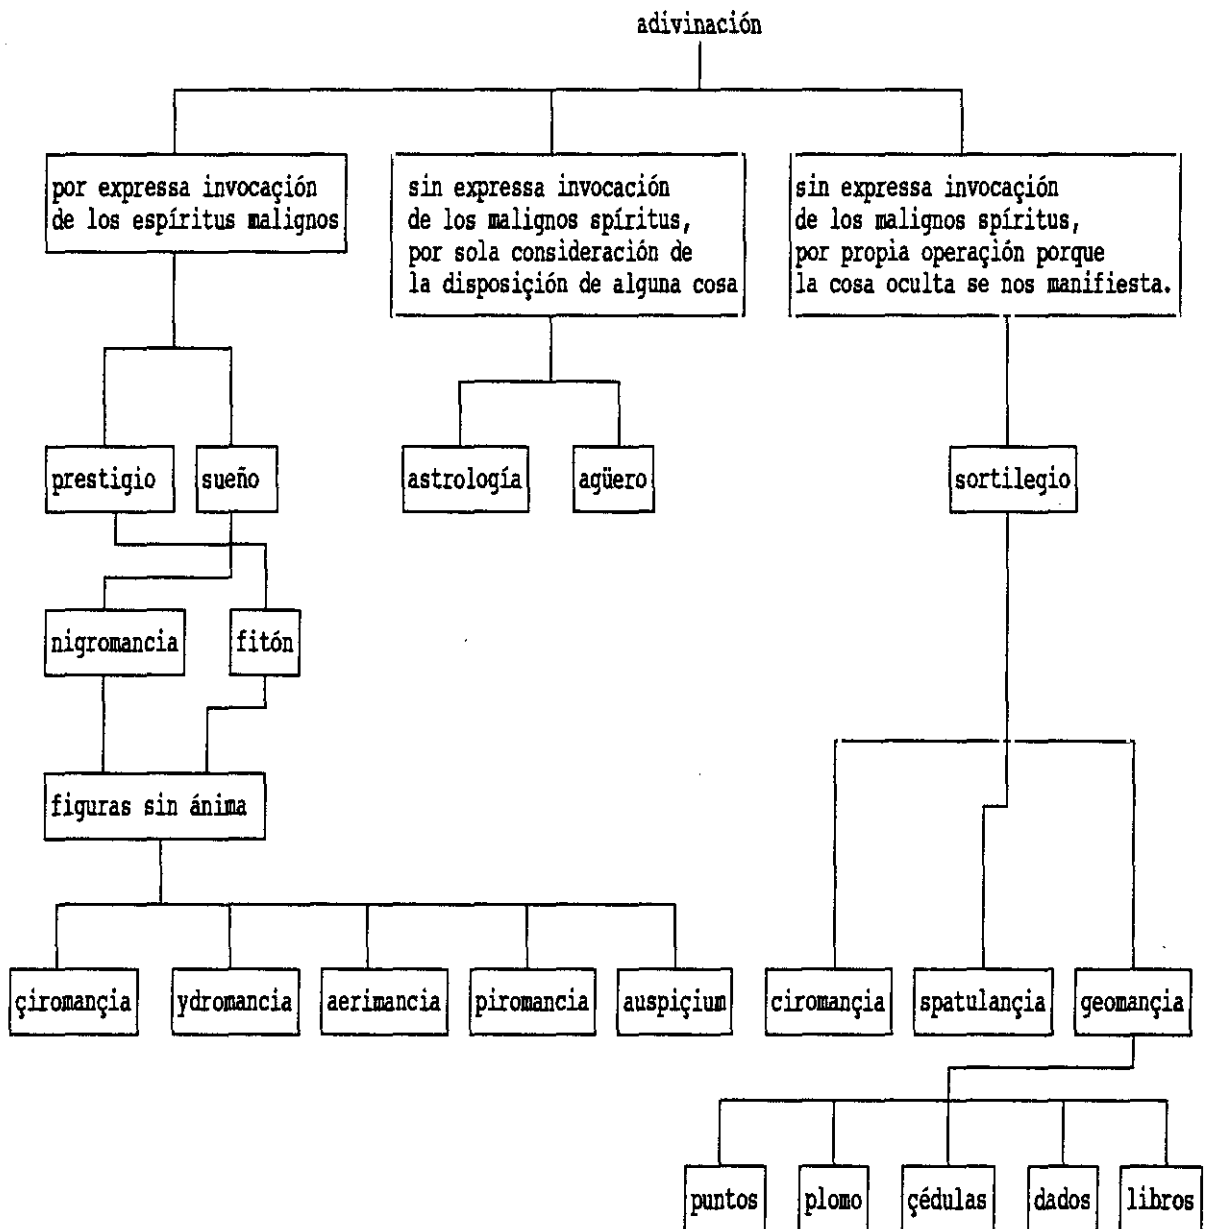 adivinación
por expressa invocaçión
de los espíritus malignos
sin expressa invocación
de los malignos spíritus,
por sola consideración de
la disposiçión de alguna cosa
sin expressa invocaçión
de los malignos spíritus,
por propia operaçión porque
la cosa oculta se nos manifiesta.
prestigio
sueño
astrología
agüero
sortilegio
nigromancia
fitón
figuras sin ánima
çiromançia
ydromancia
aerimancia
piromancia
auspiçium
ciromançia
spatulançia
geomançia
puntos
plomo
çédulas
dados
libros